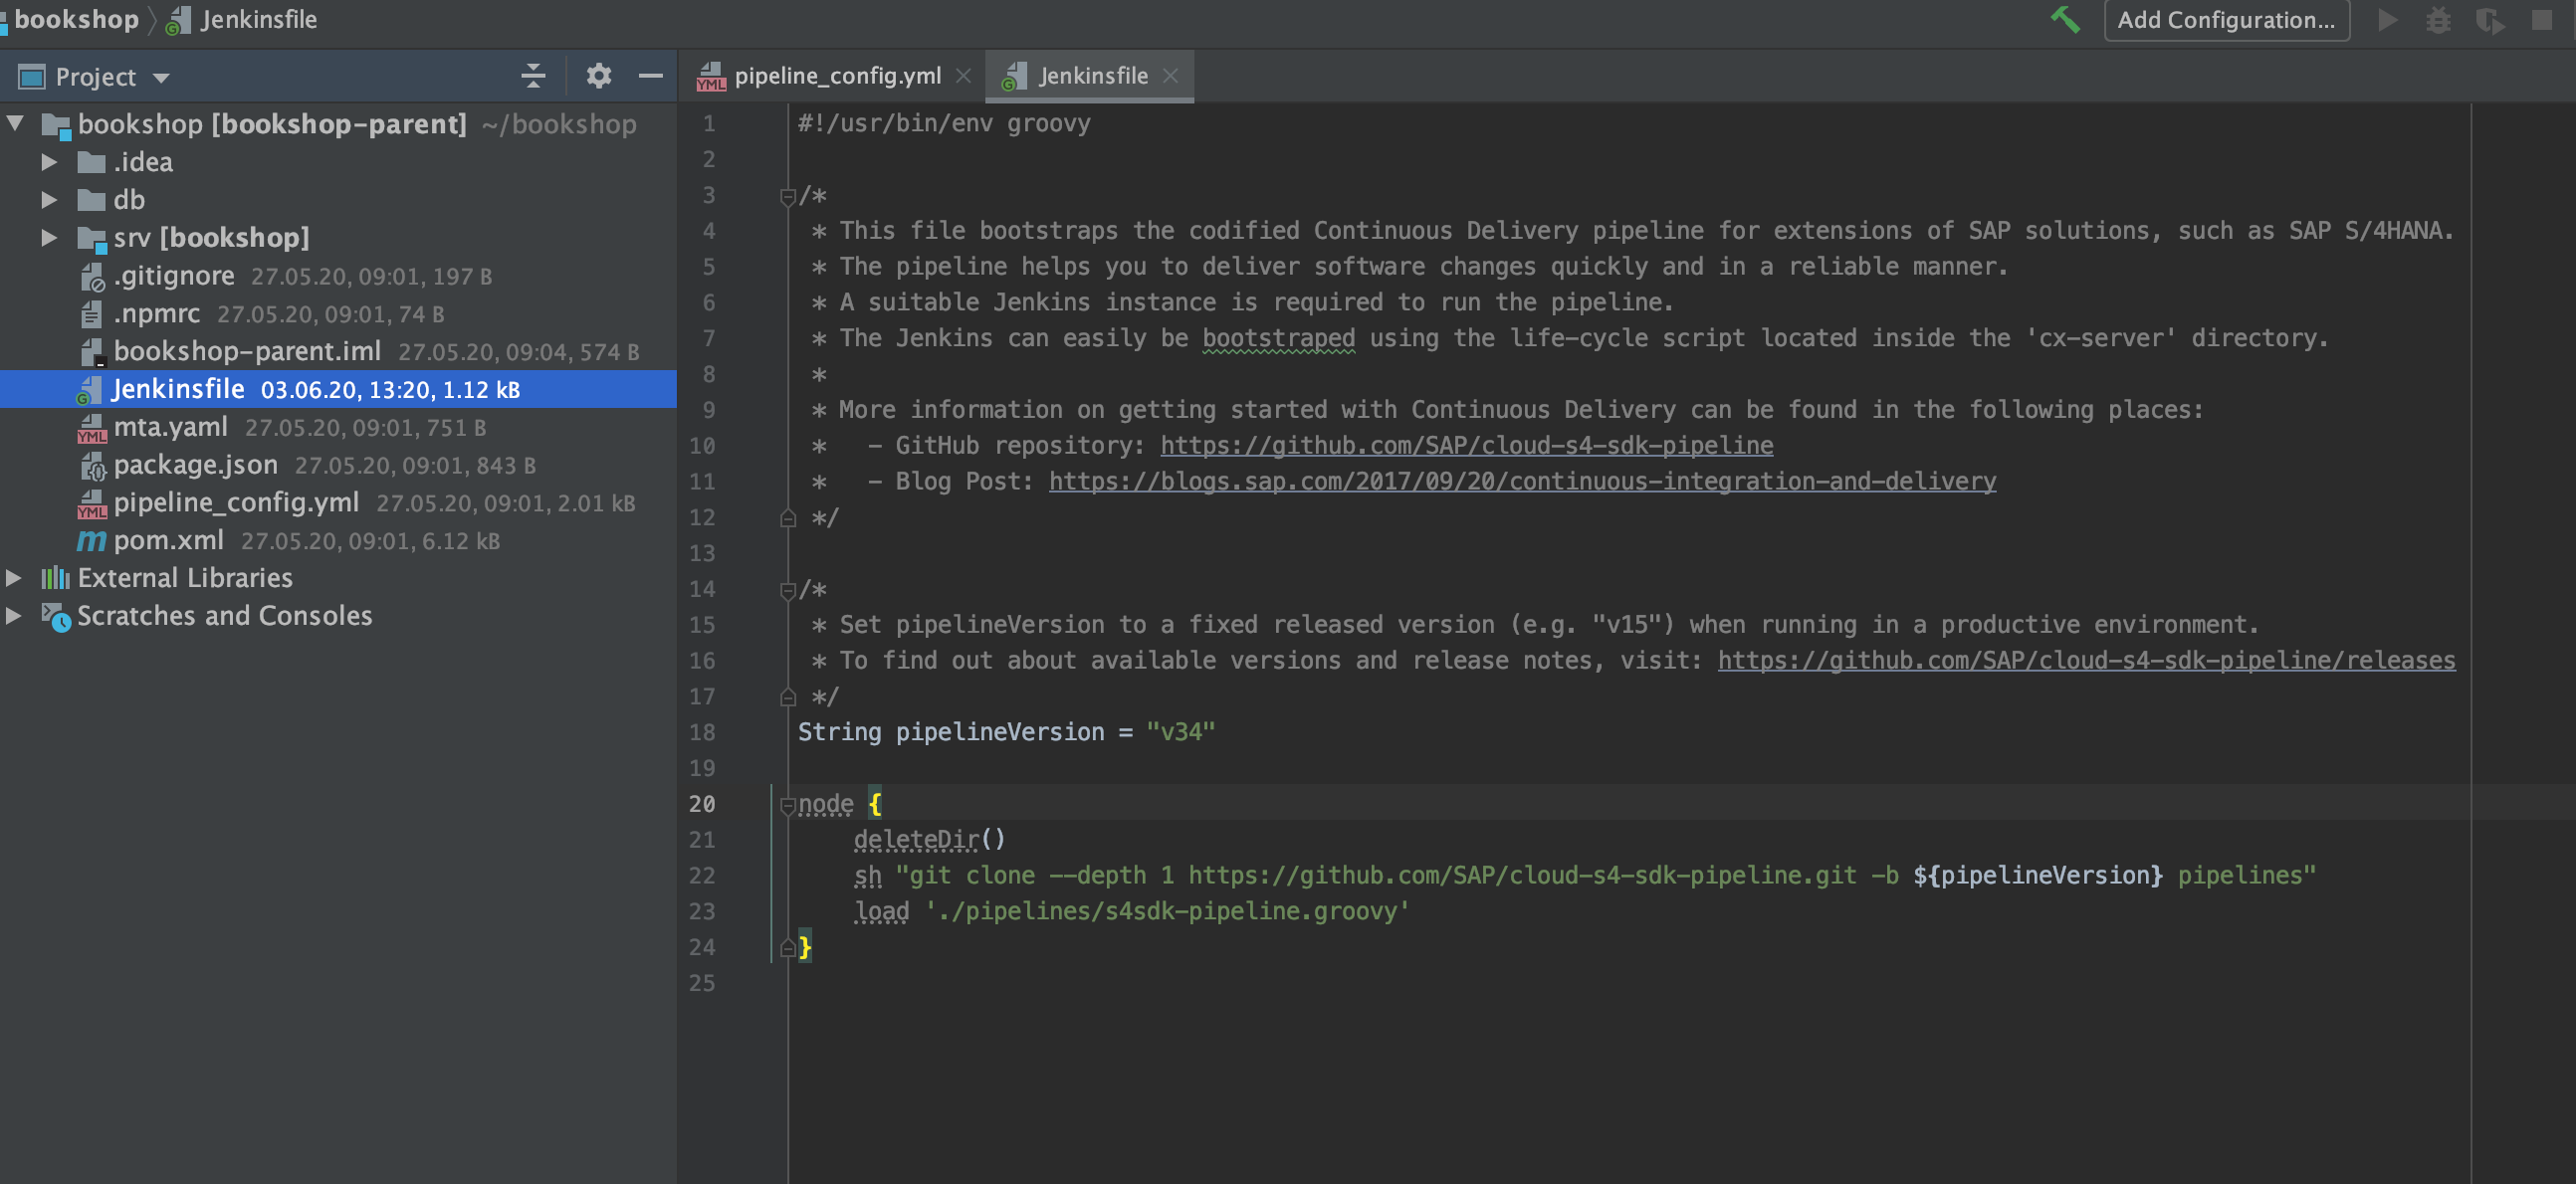 bookshop Jenkinsfile Add Configuration...
Project
bookshop [bookshop-parent] ~/bookshop
.idea
db
srv [bookshop]
.gitignore 27.05.20, 09:01, 197 B
.npmrc 27.05.20, 09:01, 74 B
bookshop-parent.iml 27.05.20, 09:04, 574 B
Jenkinsfile 03.06.20, 13:20, 1.12 kB
mta.yaml 27.05.20, 09:01, 751 B
package.json 27.05.20, 09:01, 843 B
pipeline_config.yml 27.05.20, 09:01, 2.01 kB
pom.xml 27.05.20, 09:01, 6.12 kB
External Libraries
Scratches and Consoles
pipeline_config.yml Jenkinsfile
1 #!/usr/bin/env groovy
2
3 /*
4 * This file bootstraps the codified Continuous Delivery pipeline for extensions of SAP solutions, such as SAP S/4HANA.
5 * The pipeline helps you to deliver software changes quickly and in a reliable manner.
6 * A suitable Jenkins instance is required to run the pipeline.
7 * The Jenkins can easily be bootstraped using the life-cycle script located inside the 'cx-server' directory.
8 *
9 * More information on getting started with Continuous Delivery can be found in the following places:
10 * - GitHub repository: https://github.com/SAP/cloud-s4-sdk-pipeline
11 * - Blog Post: https://blogs.sap.com/2017/09/20/continuous-integration-and-delivery
12 */
13
14 /*
15 * Set pipelineVersion to a fixed released version (e.g. "v15") when running in a productive environment.
16 * To find out about available versions and release notes, visit: https://github.com/SAP/cloud-s4-sdk-pipeline/releases
17 */
18 String pipelineVersion = "v34"
19
20 node {
21 deleteDir()
22 sh "git clone --depth 1 https://github.com/SAP/cloud-s4-sdk-pipeline.git -b ${pipelineVersion} pipelines"
23 load './pipelines/s4sdk-pipeline.groovy'
24 }
25